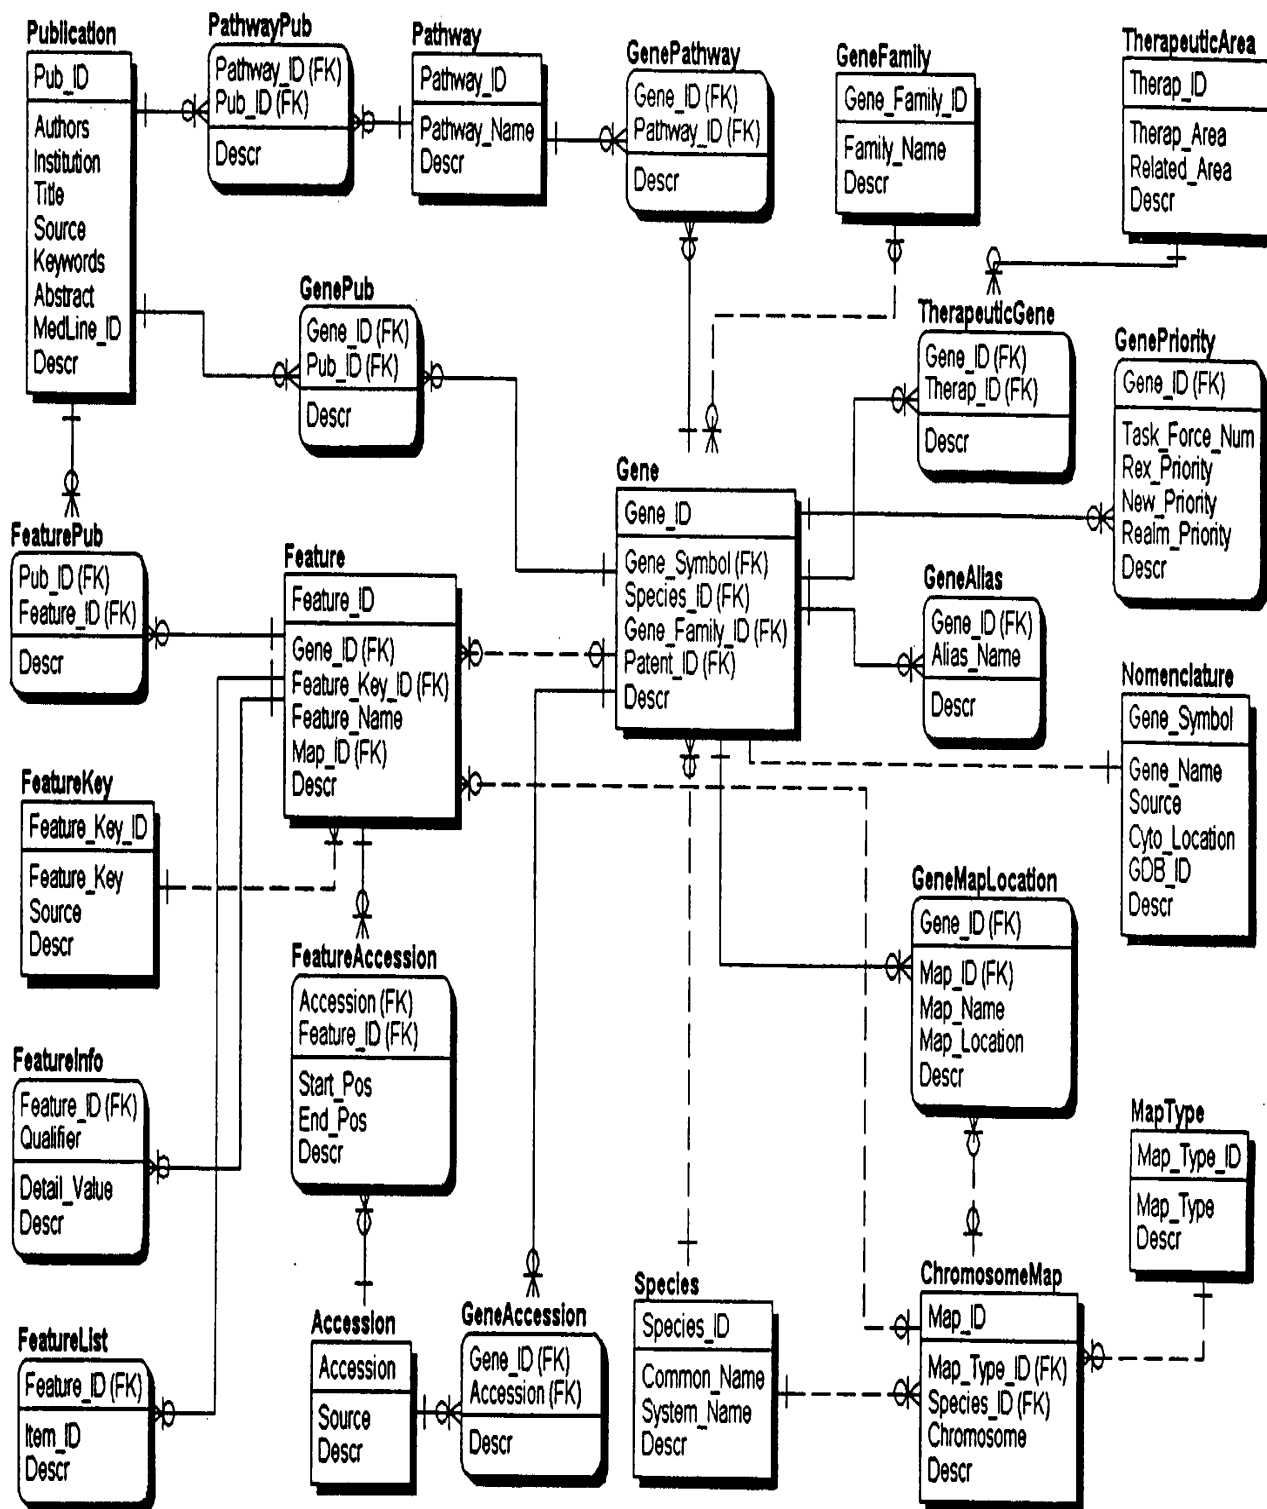 Publication
Pub_ID
Authors
Institution
Title
Source
Keywords
Abstract
MedLine_ID
Descr
PathwayPub
Pathway_ID (FK)
Pub_ID (FK)
Descr
Pathway
Pathway_ID
Pathway_Name
Descr
GenePathway
Gene_ID (FK)
Pathway_ID (FK)
Descr
GeneFamily
Gene_Family_ID
Family_Name
Descr
TherapeuticArea
Therap_ID
Therap_Area
Related_Area
Descr
GenePub
Gene_ID (FK)
Pub_ID (FK)
Descr
TherapeuticGene
Gene_ID (FK)
Therap_ID (FK)
Descr
GenePriority
Gene_ID (FK)
Task_Force_Num
Rex_Priority
New_Priority
Realm_Priority
Descr
Gene
Gene_ID
Gene_Symbol (FK)
Species_ID (FK)
Gene_Family_ID (FK)
Patent_ID (FK)
Descr
FeaturePub
Pub_ID (FK)
Feature_ID (FK)
Descr
Feature
Feature_ID
Gene_ID (FK)
Feature_Key_ID (FK)
Feature_Name
Map_ID (FK)
Descr
GeneAlias
Gene_ID (FK)
Alias_Name
Descr
Nomenclature
Gene_Symbol
Gene_Name
Source
Cyto_Location
GDB_ID
Descr
FeatureKey
Feature_Key_ID
Feature_Key
Source
Descr
GeneMapLocation
Gene_ID (FK)
Map_ID (FK)
Map_Name
Map_Location
Descr
FeatureAccession
Accession (FK)
Feature_ID (FK)
Start_Pos
End_Pos
Descr
FeatureInfo
Feature_ID (FK)
Qualifier
Detail_Value
Descr
MapType
Map_Type_ID
Map_Type
Descr
FeatureList
Feature_ID (FK)
Item_ID
Descr
Accession
Accession
Source
Descr
GeneAccession
Gene_ID (FK)
Accession (FK)
Descr
Species
Species_ID
Common_Name
System_Name
Descr
ChromosomeMap
Map_ID
Map_Type_ID (FK)
Species_ID (FK)
Chromosome
Descr